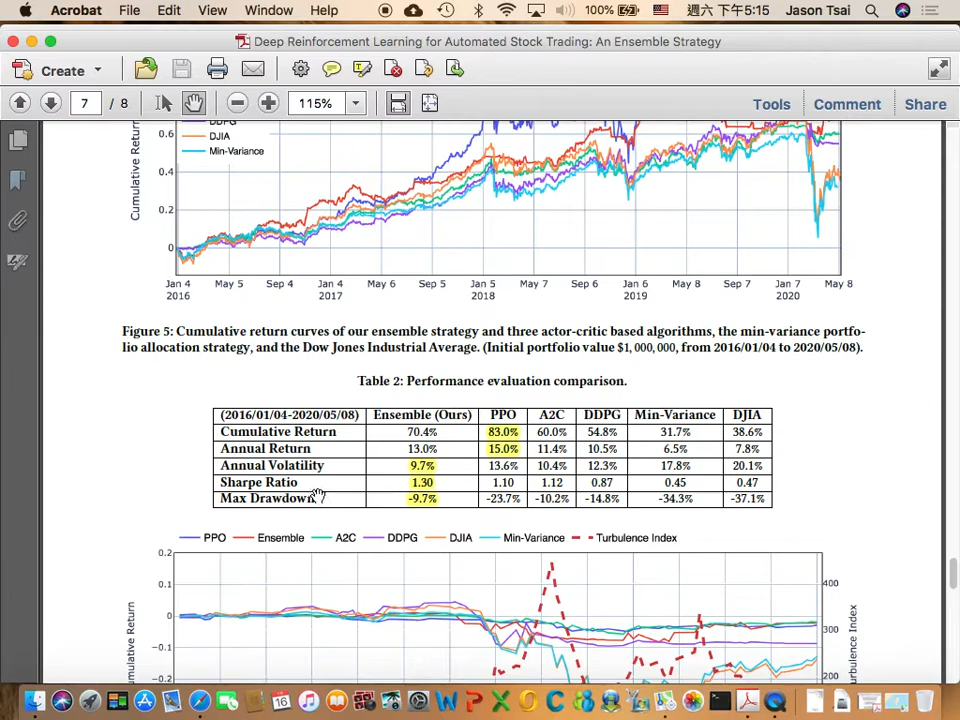 Acrobat File Edit View Window Help 100% 週六 下午5:15 Jason Tsai
Deep Reinforcement Learning for Automated Stock Trading: An Ensemble Strategy
Create
7 / 8 115% Tools Comment Share
DDPG
DJIA
Min-Variance
Cumulative Return
0.6
0.4
0.2
0
Jan 4 May 5 Sep 4 Jan 4 May 6 Sep 5 Jan 5 May 7 Sep 6 Jan 6 May 8 Sep 7 Jan 7 May 8
2016 2017 2018 2019 2020
Figure 5: Cumulative return curves of our ensemble strategy and three actor-critic based algorithms, the min-variance portfo-
lio allocation strategy, and the Dow Jones Industrial Average. (Initial portfolio value $1,000,000, from 2016/01/04 to 2020/05/08).
Table 2: Performance evaluation comparison.
(2016/01/04-2020/05/08) Ensemble (Ours) PPO A2C DDPG Min-Variance DJIA
Cumulative Return 70.4% 83.0% 60.0% 54.8% 31.7% 38.6%
Annual Return 13.0% 15.0% 11.4% 10.5% 6.5% 7.8%
Annual Volatility 9.7% 13.6% 10.4% 12.3% 17.8% 20.1%
Sharpe Ratio 1.30 1.10 1.12 0.87 0.45 0.47
Max Drawdown -9.7% -23.7% -10.2% -14.8% -34.3% -37.1%
PPO Ensemble A2C DDPG DJIA Min-Variance Turbulence Index
0.2
0.1
0
−0.1
−0.2
400
300
200
Return
Turbulence Index